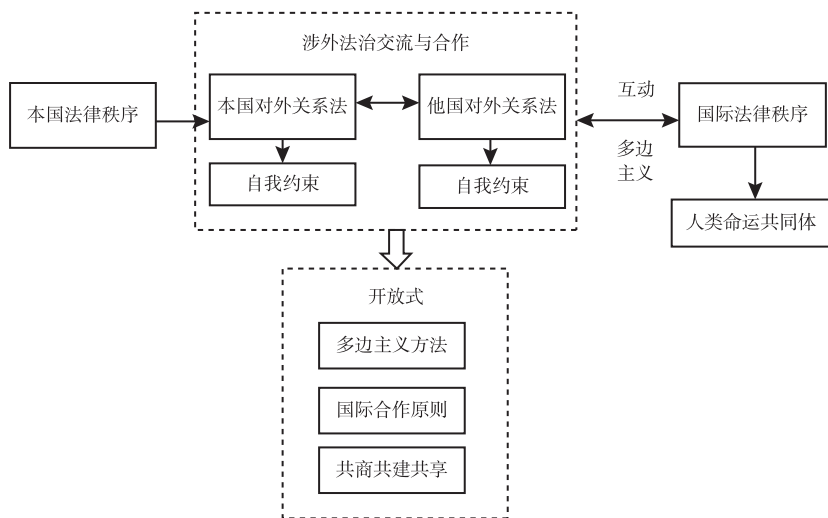 涉外法治交流与合作
本国法律秩序
本国对外关系法
他国对外关系法
互动
多边
主义
国际法律秩序
自我约束
自我约束
人类命运共同体
开放式
多边主义方法
国际合作原则
共商共建共享